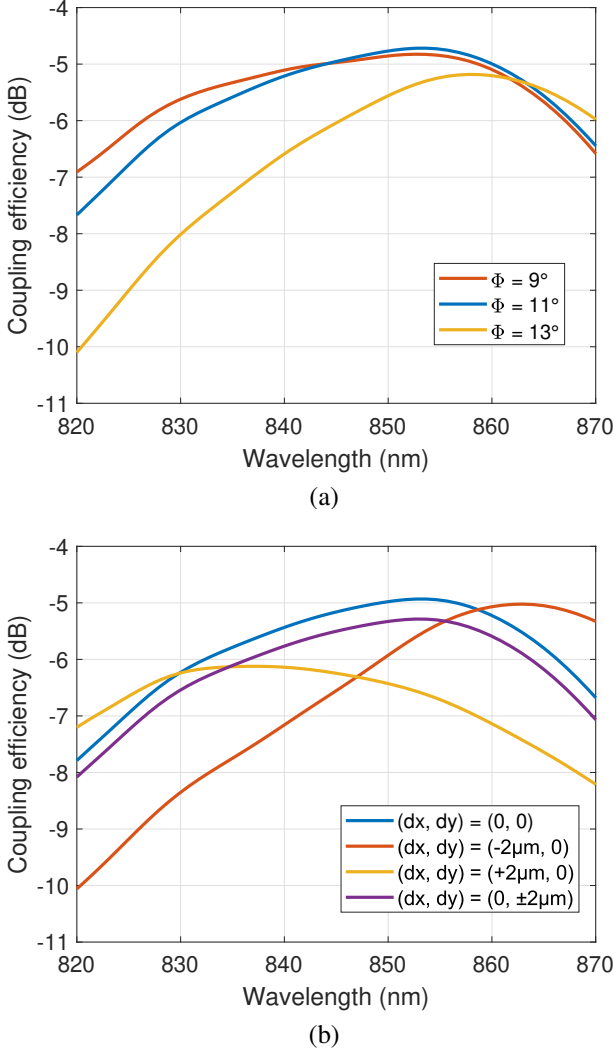 -4
-5
-6
-7
-8
-9
-10
-11
Coupling efficiency (dB)
Φ = 9°
Φ = 11°
Φ = 13°
820 830 840 850 860 870
Wavelength (nm)
(a)
-4
-5
-6
-7
-8
-9
-10
-11
Coupling efficiency (dB)
(dx, dy) = (0, 0)
(dx, dy) = (-2μm, 0)
(dx, dy) = (+2μm, 0)
(dx, dy) = (0, ±2μm)
820 830 840 850 860 870
Wavelength (nm)
(b)